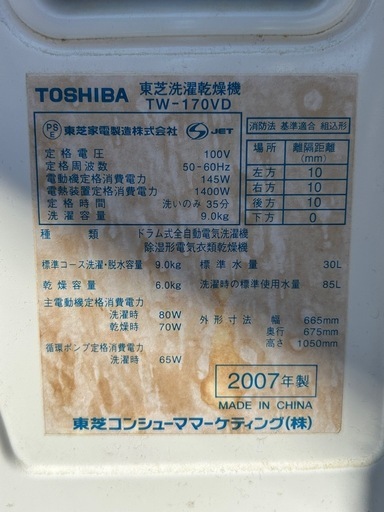 TOSHIBA 東芝洗濯乾燥機
TW-170VD
PS E 東芝家電製造株式会社 S JET
定格電圧 100V
定格周波数 50-60Hz
電動機定格消費電力 145W
電熱装置定格消費電力 1400W
定格時間 洗いのみ 35分
洗濯容量 9.0kg
消防法 基準適合 組込形
場所 離隔距離(mm)
左方 10
右方 10
後方 10
下方 0
種類 ドラム式全自動電気洗濯機
除湿形電気衣類乾燥機
標準コース洗濯・脱水容量 9.0kg 標準水量 30L
乾燥容量 6.0kg 洗濯時の標準使用水量 85L
主電動機定格消費電力
洗濯時 80W
乾燥時 70W
循環ポンプ定格消費電力
洗濯時 65W
外形寸法 幅 665mm
奥行 675mm
高さ 1050mm
2007年製
MADE IN CHINA
東芝コンシューママーケティング(株)